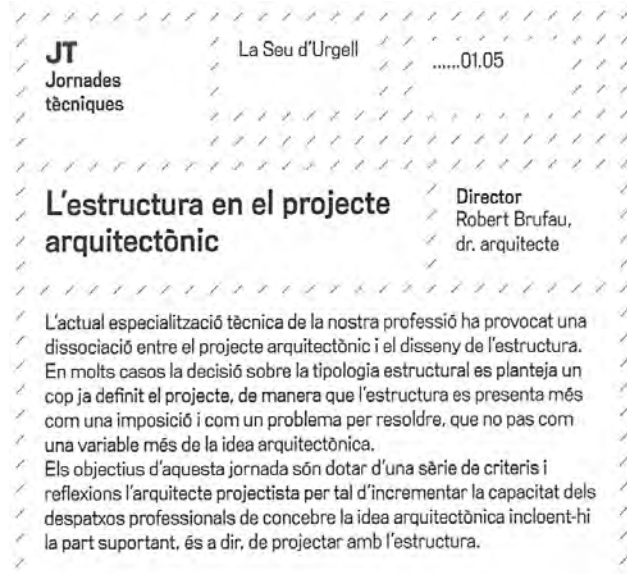 JT
Jornades
tècniques
La Seu d'Urgell
......01.05
L'estructura en el projecte
arquitectònic
Director
Robert Brufau,
dr. arquitecte
L'actual especialització tècnica de la nostra professió ha provocat una
dissociació entre el projecte arquitectònic i el disseny de l'estructura.
En molts casos la decisió sobre la tipologia estructural es planteja un
cop ja definit el projecte, de manera que l'estructura es presenta més
com una imposició i com un problema per resoldre, que no pas com
una variable més de la idea arquitectònica.
Els objectius d'aquesta jornada són dotar d'una sèrie de criteris i
reflexions l'arquitecte projectista per tal d'incrementar la capacitat dels
despatxos professionals de concebre la idea arquitectònica incloent-hi
la part suportant, és a dir, de projectar amb l'estructura.